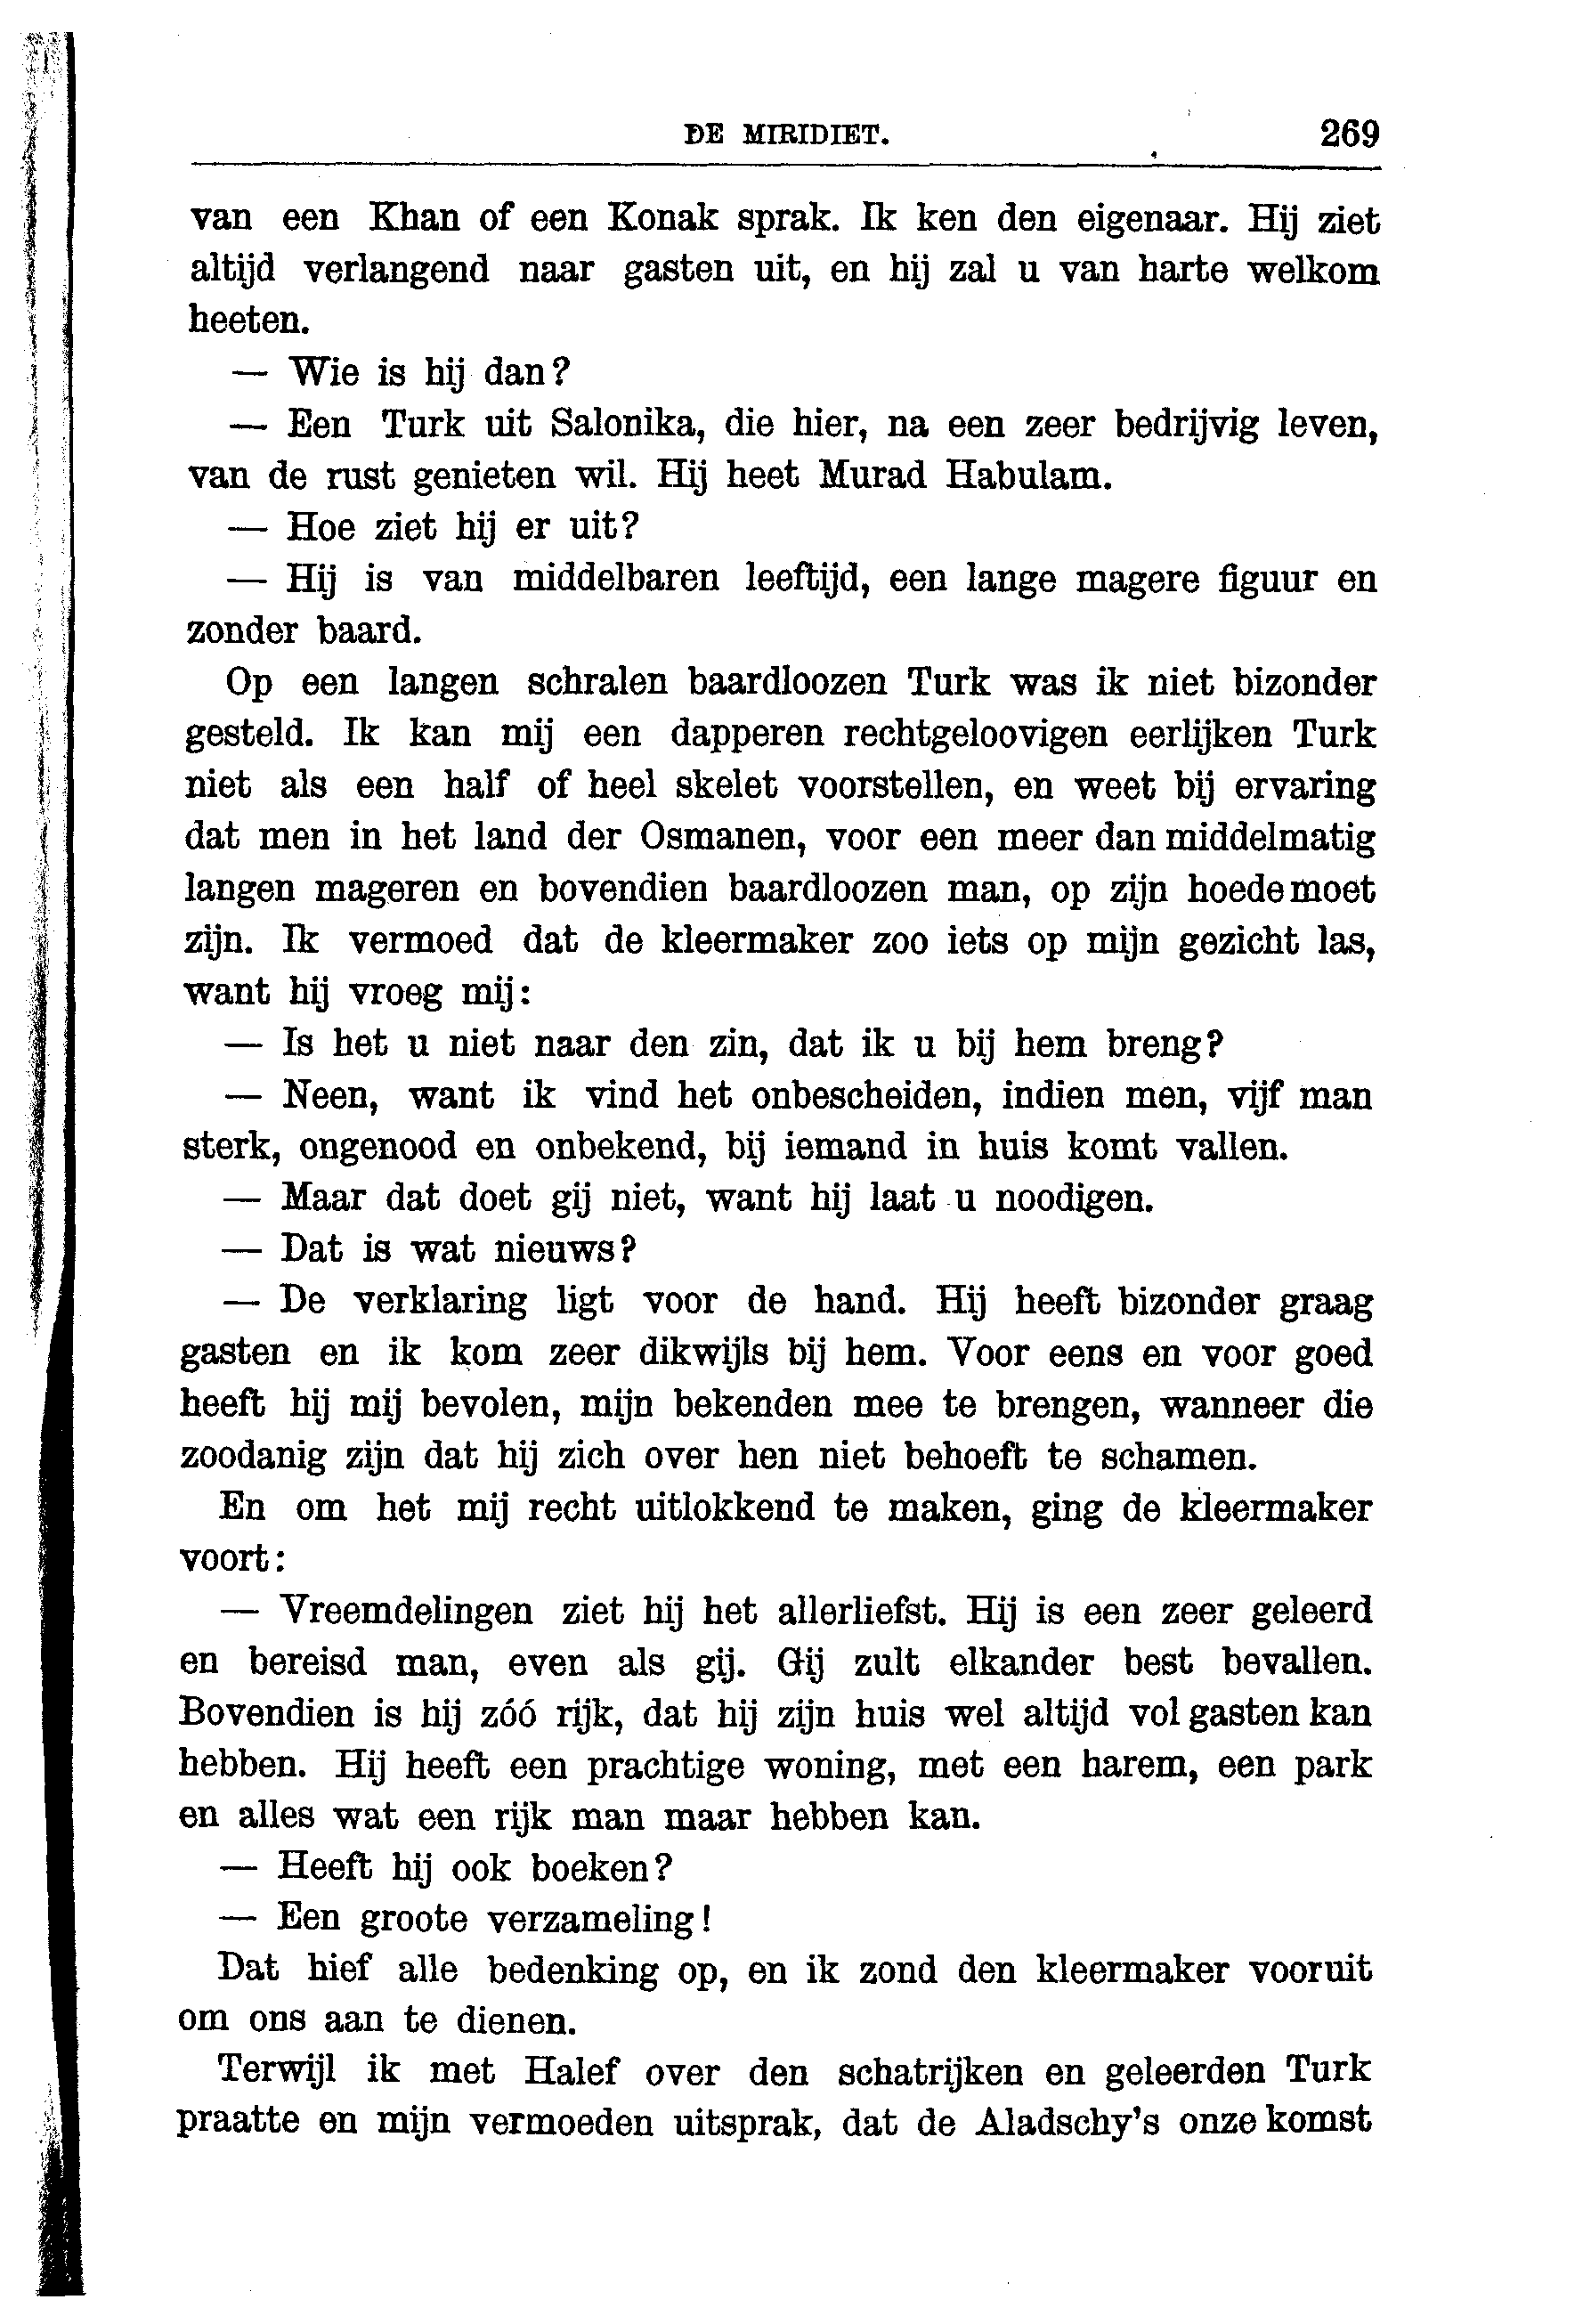 DE MIRIDIET. 269
van een Khan of een Konak sprak. Ik ken den eigenaar. Hij ziet
altijd verlangend naar gasten uit, en hij zal u van harte welkom
heeten.
— Wie is hij dan?
— Een Turk uit Salonika, die hier, na een zeer bedrijvig leven,
van de rust genieten wil. Hij heet Murad Habulam.
— Hoe ziet hij er uit?
— Hij is van middelbaren leeftijd, een lange magere figuur en
zonder baard.
Op een langen schralen baardloozen Turk was ik niet bizonder
gesteld. Ik kan mij een dapperen rechtgeloovigen eerlijken Turk
niet als een half of heel skelet voorstellen, en weet bij ervaring
dat men in het land der Osmanen, voor een meer dan middelmatig
langen mageren en bovendien baardloozen man, op zijn hoede moet
zijn. Ik vermoed dat de kleermaker zoo iets op mijn gezicht las,
want hij vroeg mij:
— Is het u niet naar den zin, dat ik u bij hem breng?
— Neen, want ik vind het onbescheiden, indien men, vijf man
sterk, ongenood en onbekend, bij iemand in huis komt vallen.
— Maar dat doet gij niet, want hij laat u noodigen.
— Dat is wat nieuws?
— De verklaring ligt voor de hand. Hij heeft bizonder graag
gasten en ik kom zeer dikwijls bij hem. Voor eens en voor goed
heeft hij mij bevolen, mijn bekenden mee te brengen, wanneer die
zoodanig zijn dat hij zich over hen niet behoeft te schamen.
En om het mij recht uitlokkend te maken, ging de kleermaker
voort:
— Vreemdelingen ziet hij het allerliefst. Hij is een zeer geleerd
en bereisd man, even als gij. Gij zult elkander best bevallen.
Bovendien is hij zóó rijk, dat hij zijn huis wel altijd vol gasten kan
hebben. Hij heeft een prachtige woning, met een harem, een park
en alles wat een rijk man maar hebben kan.
— Heeft hij ook boeken?
— Een groote verzameling!
Dat hief alle bedenking op, en ik zond den kleermaker vooruit
om ons aan te dienen.
Terwijl ik met Halef over den schatrijken en geleerden Turk
praatte en mijn vermoeden uitsprak, dat de Aladschy's onze komst